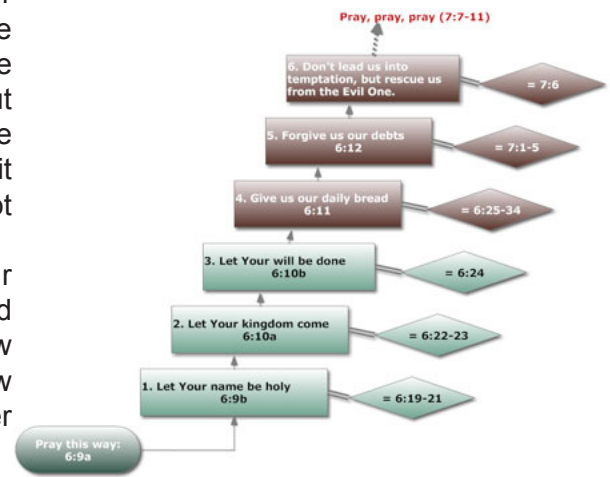 e
e
ut
e
it
ot
r
d
w
w
er
Pray, pray, pray (7:7-11)
6. Don't lead us into
temptation, but rescue us
from the Evil One.
= 7:6
5. Forgive us our debts
6:12
= 7:1-5
4. Give us our daily bread
6:11
= 6:25-34
3. Let Your will be done
6:10b
= 6:24
2. Let Your kingdom come
6:10a
= 6:22-23
1. Let Your name be holy
6:9b
= 6:19-21
Pray this way:
6:9a